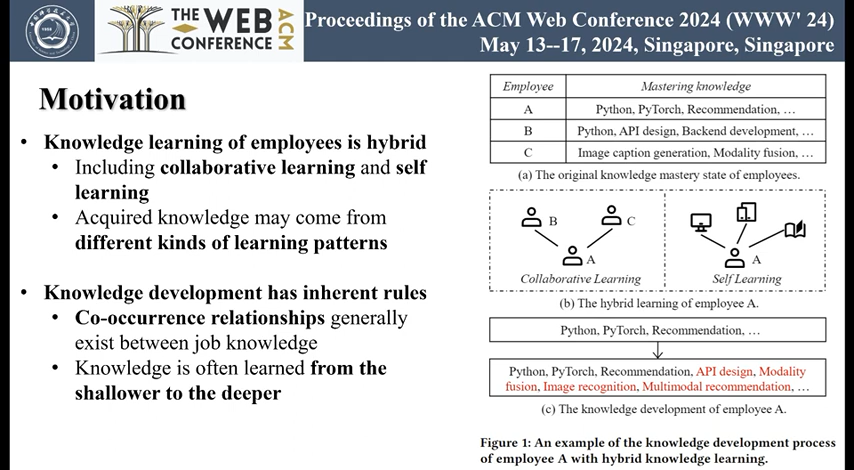 THE WEB CONFERENCE
ACM
Proceedings of the ACM Web Conference 2024 (WWW' 24)
May 13--17, 2024, Singapore, Singapore
Motivation
• Knowledge learning of employees is hybrid
• Including collaborative learning and self
learning
• Acquired knowledge may come from
different kinds of learning patterns
• Knowledge development has inherent rules
• Co-occurrence relationships generally
exist between job knowledge
• Knowledge is often learned from the
shallower to the deeper
Employee Mastering knowledge
A Python, PyTorch, Recommendation, …
B Python, API design, Backend development, …
C Image caption generation, Modality fusion, …
(a) The original knowledge mastery state of employees.
B C
A
Collaborative Learning
A
Self Learning
(b) The hybrid learning of employee A.
Python, PyTorch, Recommendation, …
Python, PyTorch, Recommendation, API design, Modality
fusion, Image recognition, Multimodal recommendation, …
(c) The knowledge development of employee A.
Figure 1: An example of the knowledge development process
of employee A with hybrid knowledge learning.